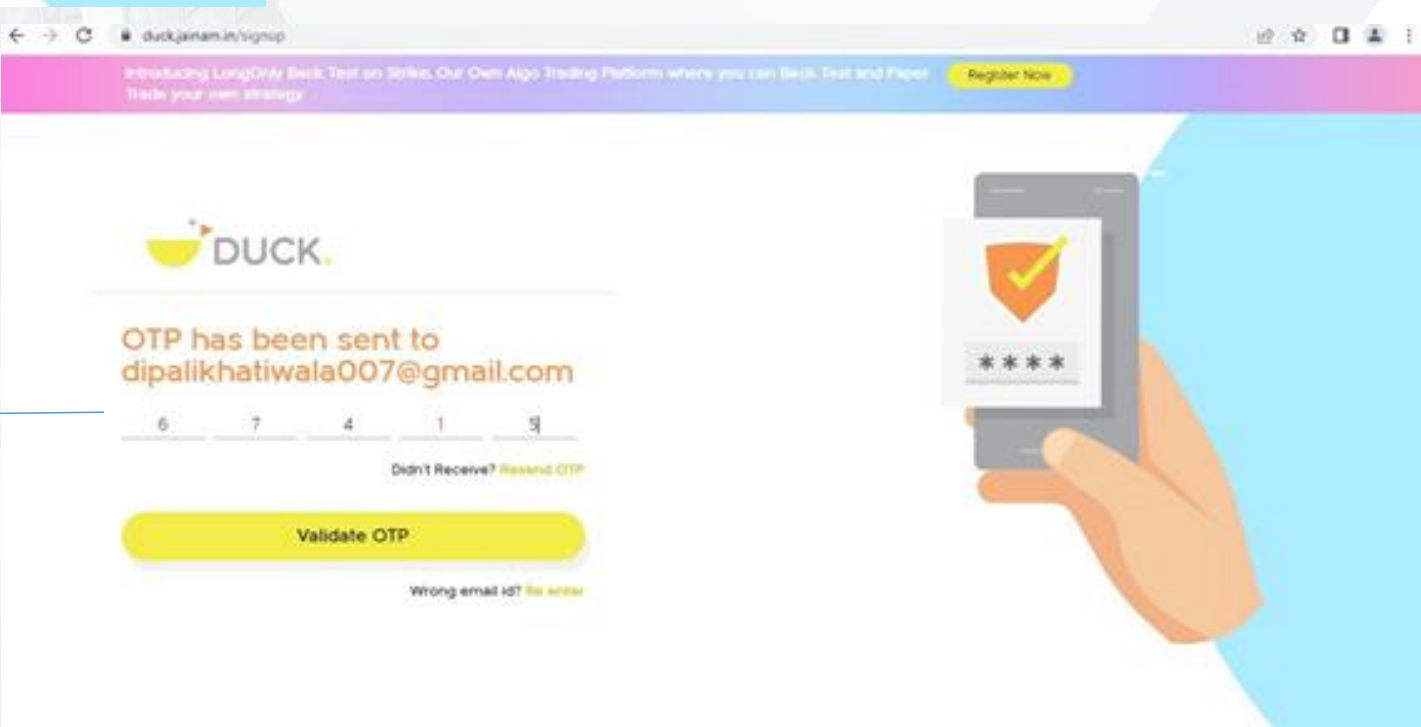 duck.jainam.in/signup
Introducing LongOnly Back Test on Strike. Our Own Algo Trading Platform where you can Back Test and Paper
Trade your own strategy
Register Now
DUCK.
OTP has been sent to
dipalikhatiwala007@gmail.com
6 7 4 1 5
Didn't Receive? Resend OTP
Validate OTP
Wrong email id? Re enter
****